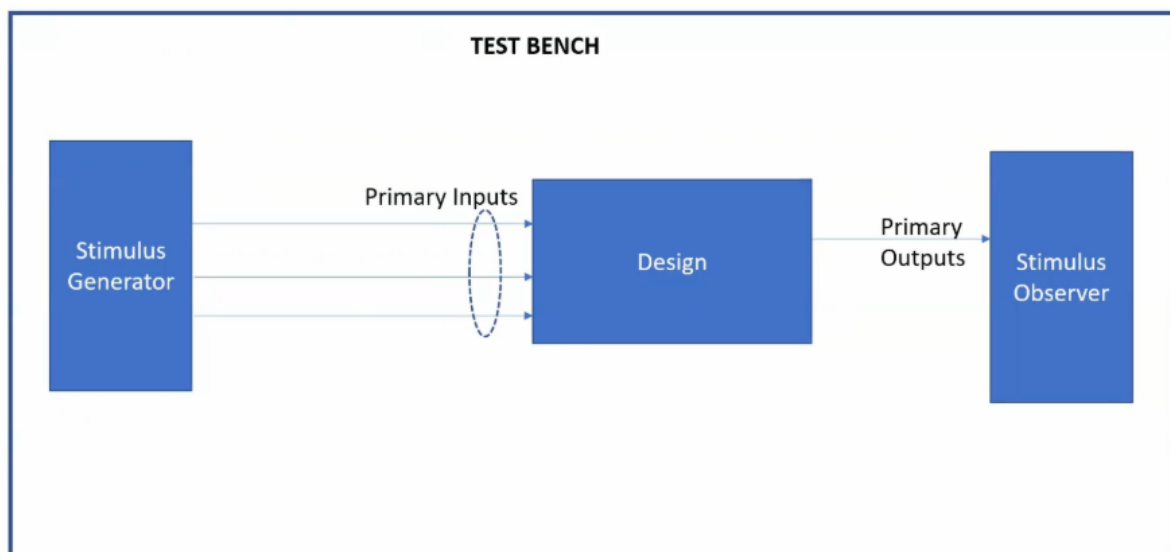 TEST BENCH
Primary Inputs
Stimulus
Generator
Design
Primary
Outputs
Stimulus
Observer